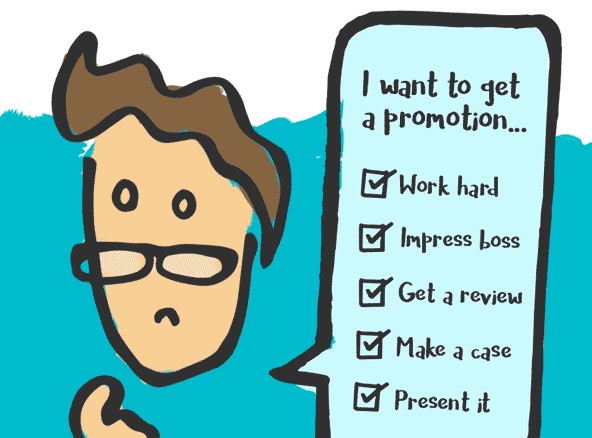 I want to get
a promotion...
Work hard
Impress boss
Get a review
Make a case
Present it